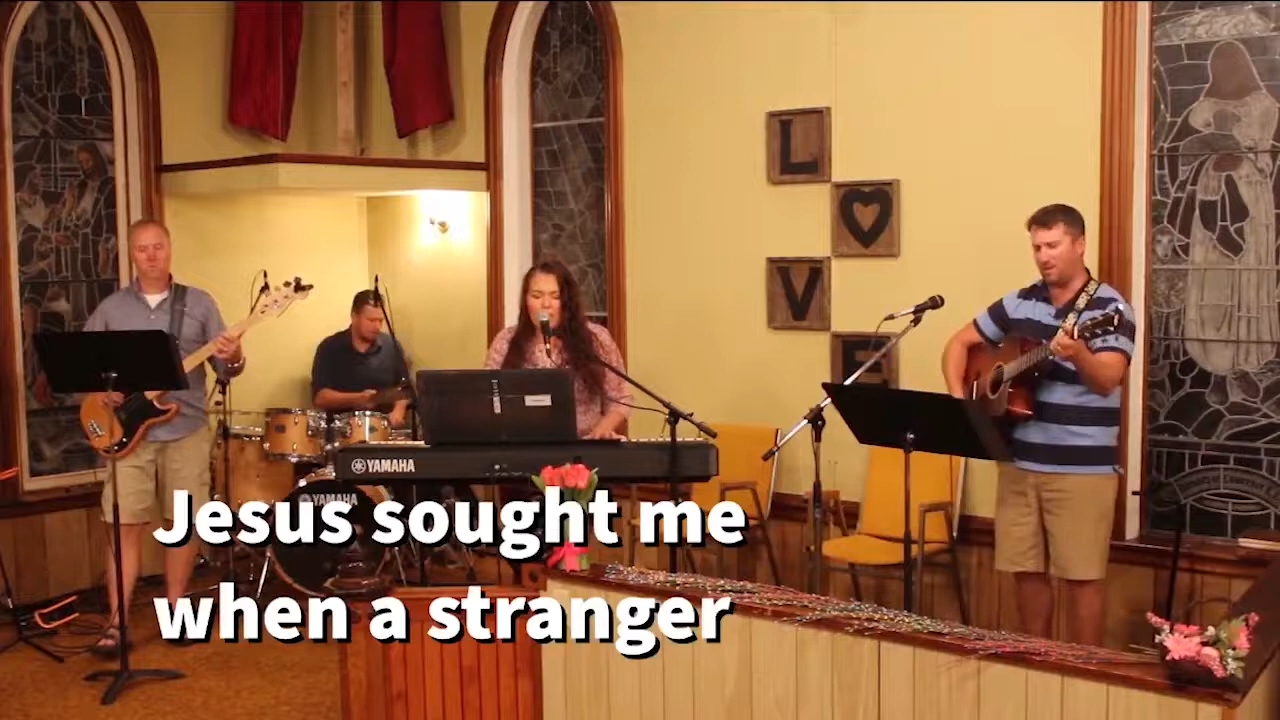 L
V
E
YAMAHA
YAMAHA
Jesus sought me
when a stranger